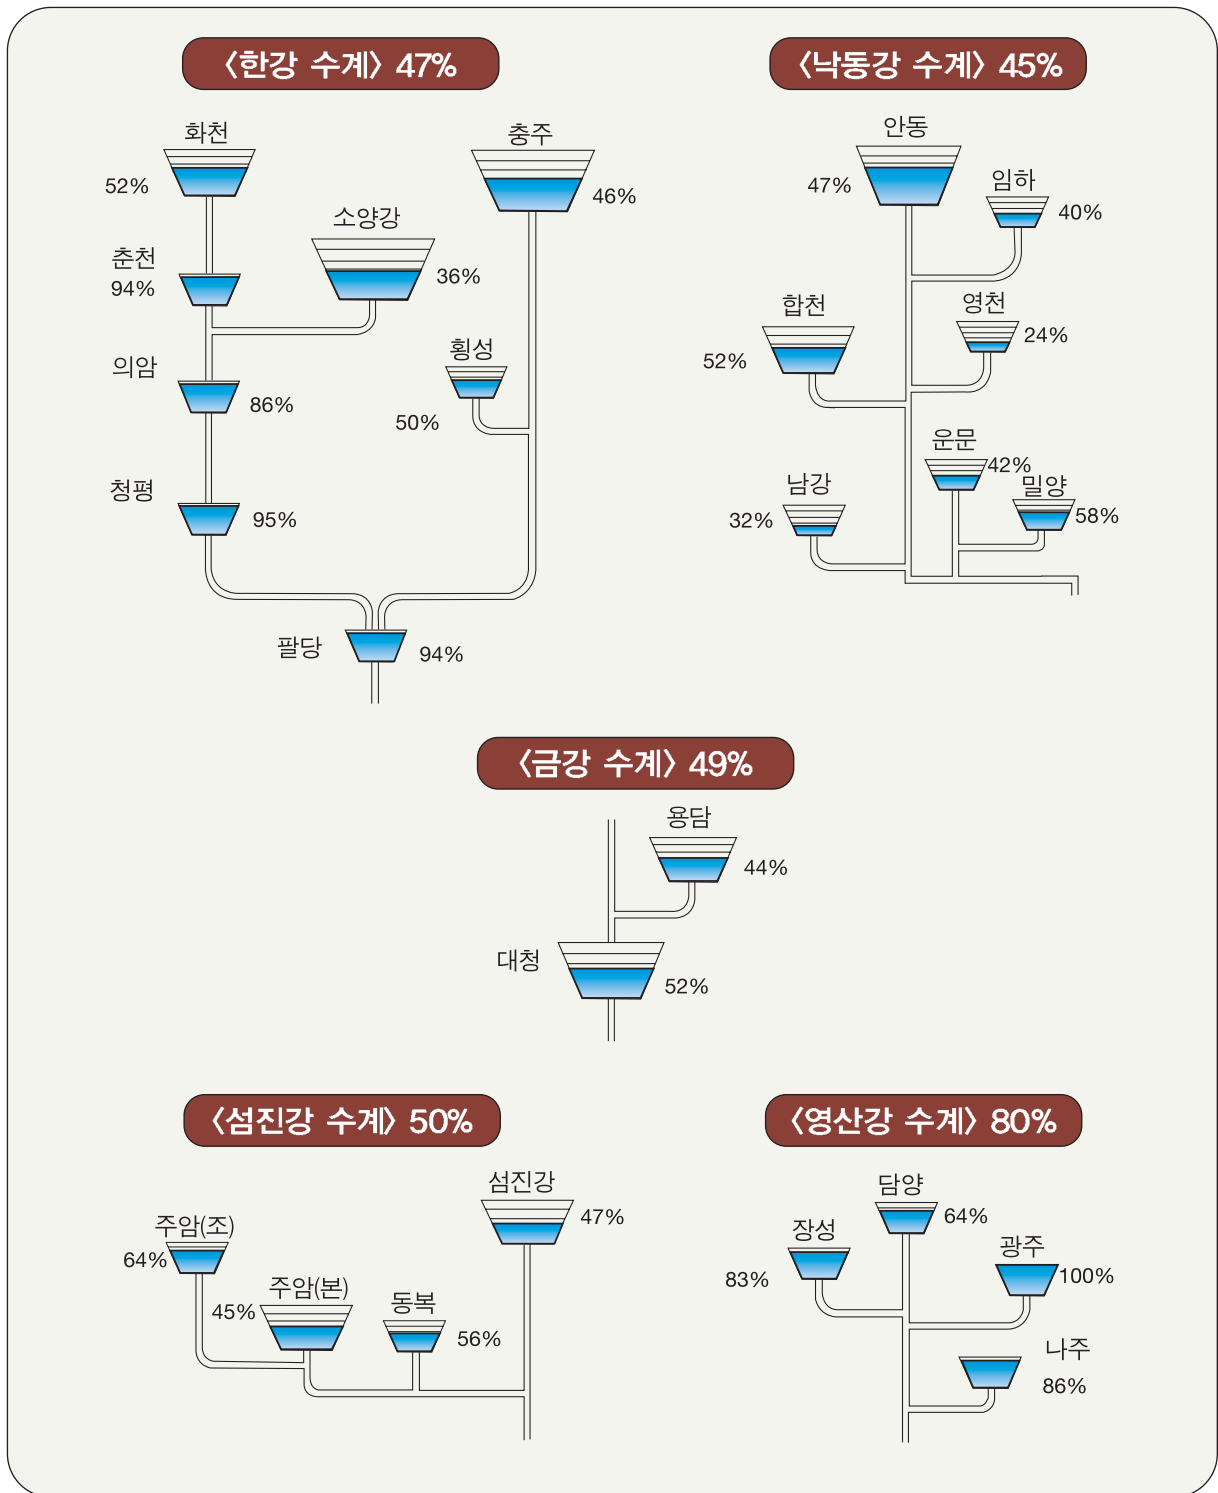 〈한강 수계〉 47%
화천
52%
충주
46%
소양강
36%
춘천
94%
의암
86%
횡성
50%
청평
95%
팔당
94%
〈낙동강 수계〉 45%
안동
47%
임하
40%
합천
52%
영천
24%
운문
42%
밀양
58%
남강
32%
〈금강 수계〉 49%
용담
44%
대청
52%
〈섬진강 수계〉 50%
섬진강
47%
주암(조)
64%
주암(본)
45%
동복
56%
〈영산강 수계〉 80%
담양
64%
장성
83%
광주
100%
나주
86%